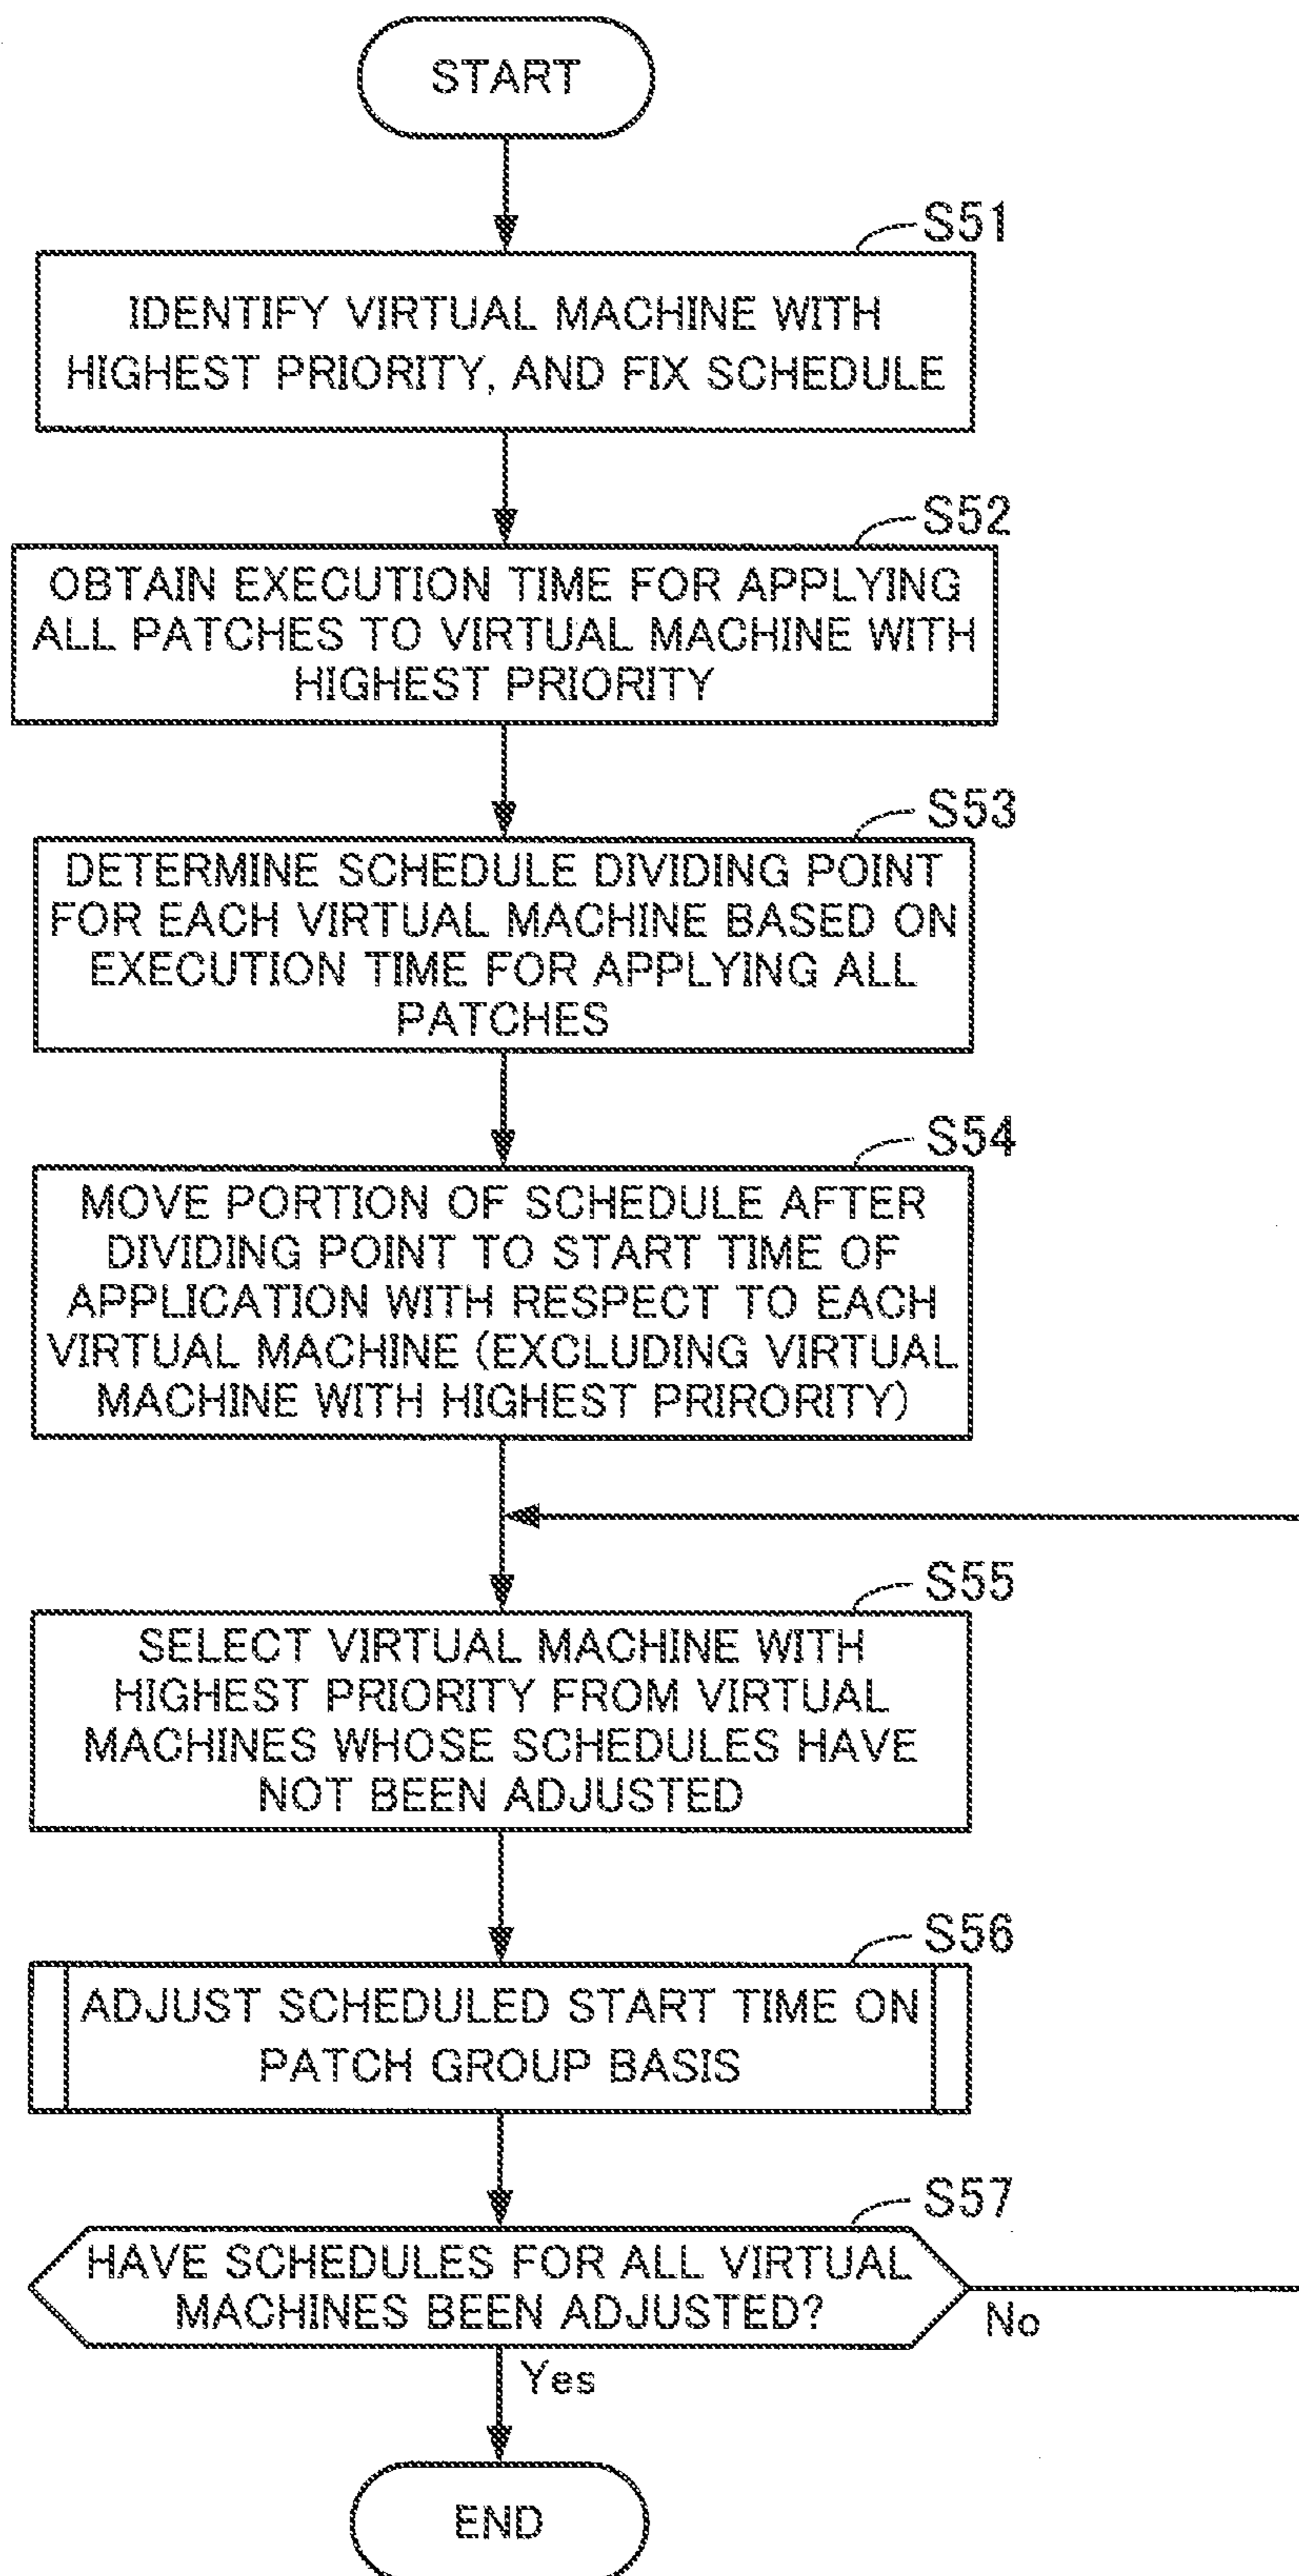 START
S51
IDENTIFY VIRTUAL MACHINE WITH
HIGHEST PRIORITY, AND FIX SCHEDULE
S52
OBTAIN EXECUTION TIME FOR APPLYING
ALL PATCHES TO VIRTUAL MACHINE WITH
HIGHEST PRIORITY
S53
DETERMINE SCHEDULE DIVIDING POINT
FOR EACH VIRTUAL MACHINE BASED ON
EXECUTION TIME FOR APPLYING ALL
PATCHES
S54
MOVE PORTION OF SCHEDULE AFTER
DIVIDING POINT TO START TIME OF
APPLICATION WITH RESPECT TO EACH
VIRTUAL MACHINE (EXCLUDING VIRTUAL
MACHINE WITH HIGHEST PRIRORITY)
S55
SELECT VIRTUAL MACHINE WITH
HIGHEST PRIORITY FROM VIRTUAL
MACHINES WHOSE SCHEDULES HAVE
NOT BEEN ADJUSTED
S56
ADJUST SCHEDULED START TIME ON
PATCH GROUP BASIS
S57
HAVE SCHEDULES FOR ALL VIRTUAL
MACHINES BEEN ADJUSTED?
No
Yes
END